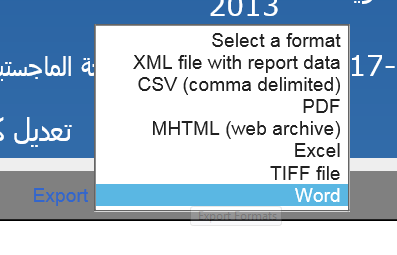 2013
Select a format
XML file with report data
17-
CSV (comma delimited)
PDF
MHTML (web archive)
تعديل
Excel
TIFF file
Export
Word
Export Formats